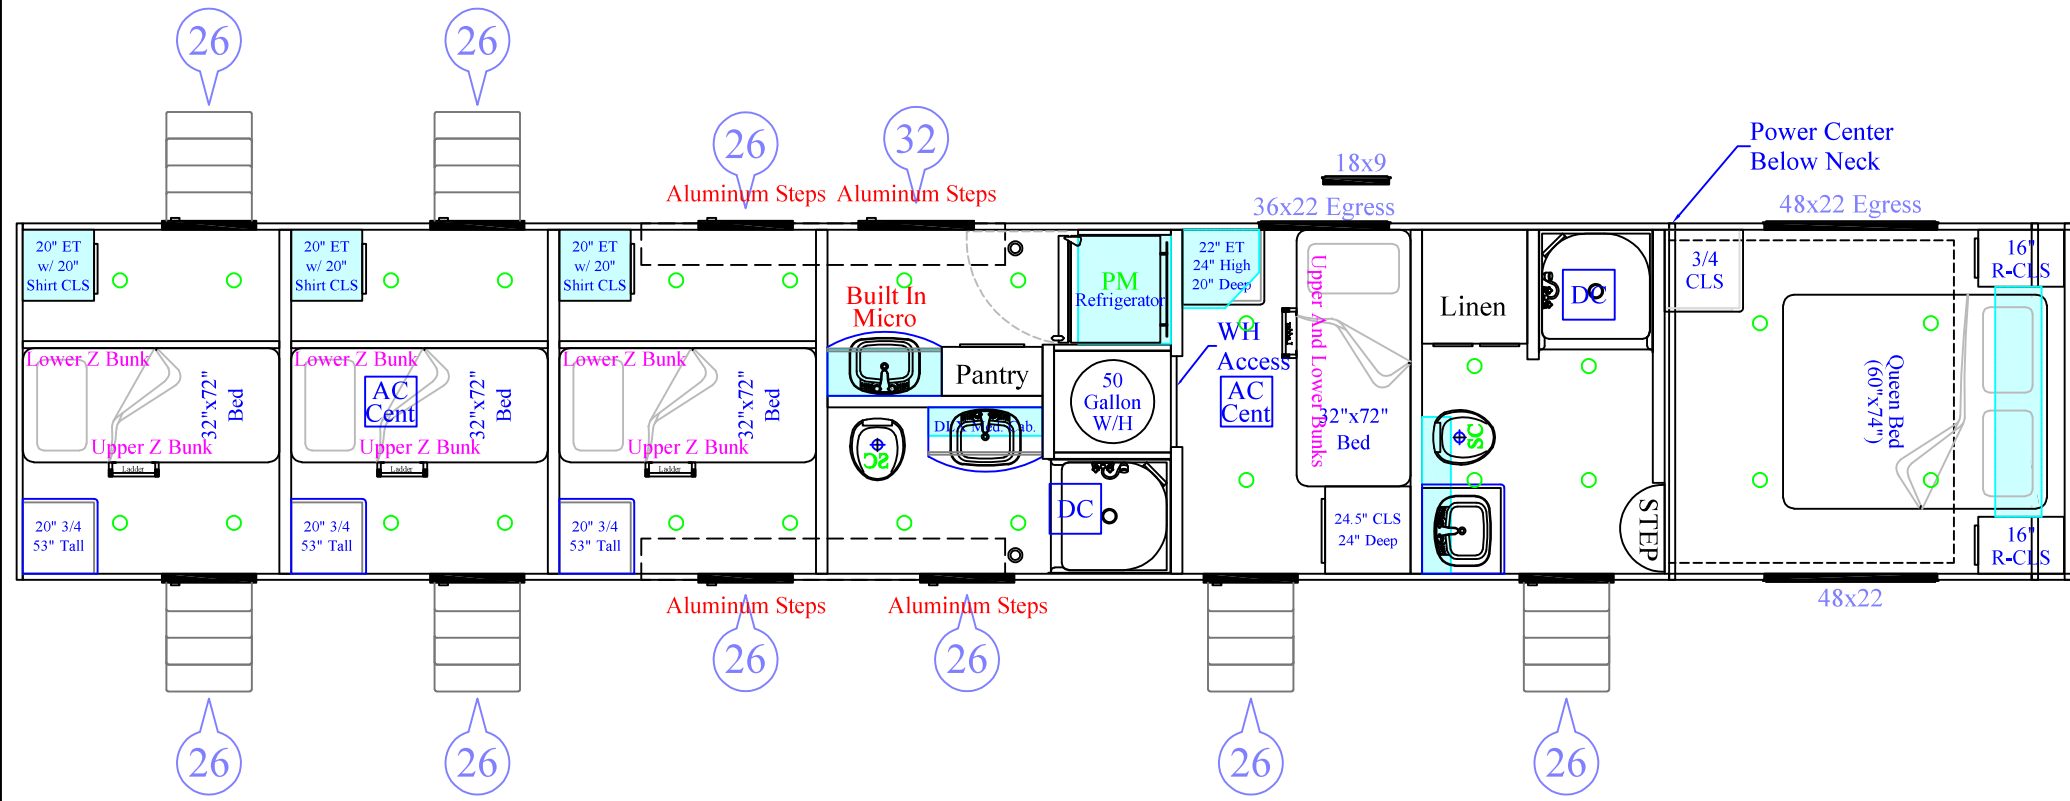 26
26
26
32
Aluminum Steps
Aluminum Steps
18x9
36x22 Egress
Power Center
Below Neck
48x22 Egress
20" ET
w/ 20"
Shirt CLS
20" ET
w/ 20"
Shirt CLS
20" ET
w/ 20"
Shirt CLS
Built In
Micro
PM
Refrigerator
22" ET
24" High
20" Deep
Upper And Lower Bunks
WH
Access
Linen
DC
3/4
CLS
16"
R-CLS
Lower Z Bunk
32"x72"
Bed
Upper Z Bunk
Ladder
Lower Z Bunk
AC
Cent
32"x72"
Bed
Upper Z Bunk
Ladder
Lower Z Bunk
32"x72"
Bed
Upper Z Bunk
Ladder
Pantry
50
Gallon
W/H
DLX Med. Cab.
SC
AC
Cent
32"x72"
Bed
SC
Queen Bed
(60"x74")
20" 3/4
53" Tall
20" 3/4
53" Tall
20" 3/4
53" Tall
DC
24.5" CLS
24" Deep
STEP
16"
R-CLS
Aluminum Steps
Aluminum Steps
48x22
26
26
26
26
26
26